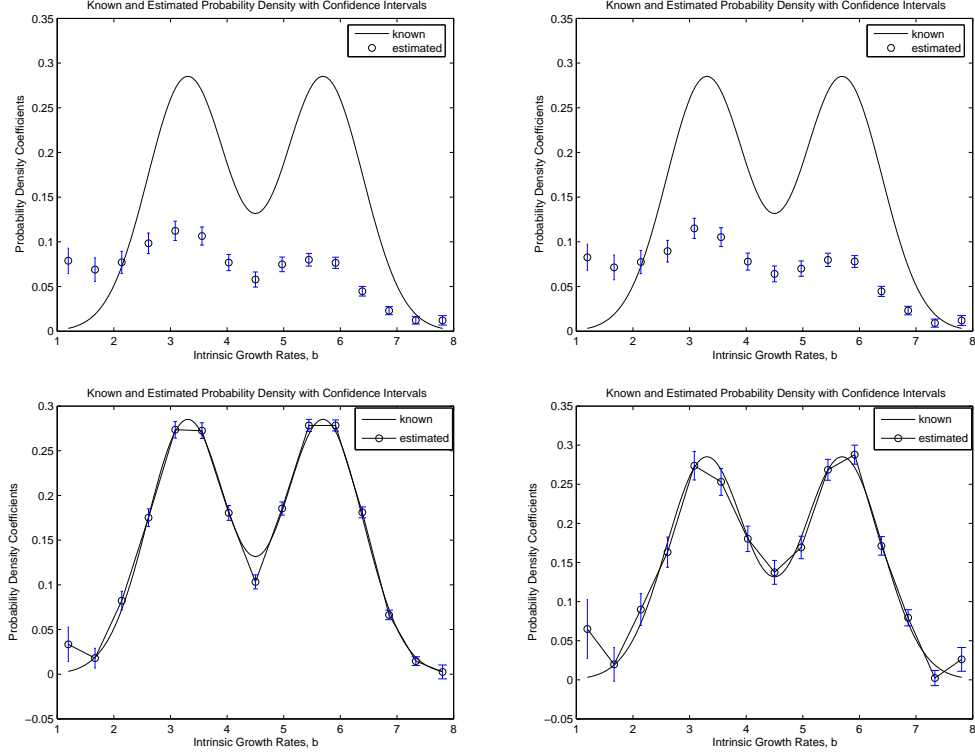 Known and Estimated Probability Density with Confidence Intervals
0.35
0.3
0.25
0.2
0.15
0.1
0.05
0
Probability Density Coefficients
known
estimated
1 2 3 4 5 6 7 8
Intrinsic Growth Rates, b
Known and Estimated Probability Density with Confidence Intervals
0.35
0.3
0.25
0.2
0.15
0.1
0.05
0
Probability Density Coefficients
known
estimated
1 2 3 4 5 6 7 8
Intrinsic Growth Rates, b
Known and Estimated Probability Density with Confidence Intervals
0.3
0.25
0.2
0.15
0.1
0.05
0
−0.05
Probability Density Coefficients
known
estimated
1 2 3 4 5 6 7 8
Intrinsic Growth Rates, b
Known and Estimated Probability Density with Confidence Intervals
0.35
0.3
0.25
0.2
0.15
0.1
0.05
0
−0.05
Probability Density Coefficients
known
estimated
1 2 3 4 5 6 7 8
Intrinsic Growth Rates, b